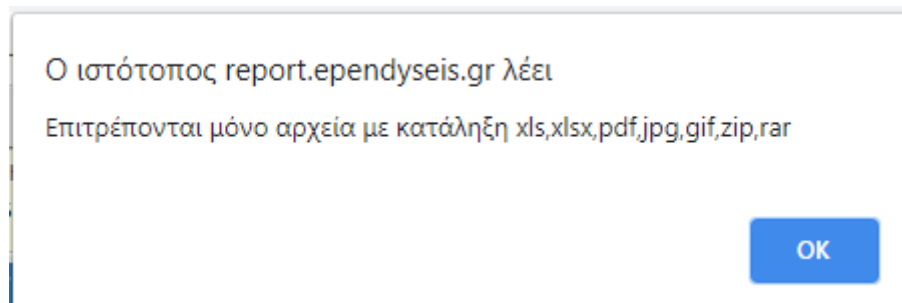 Ο ιστότοπος report.ependyseis.gr λέει
Επιτρέπονται μόνο αρχεία με κατάληξη xls,xlsx,pdf,jpg,gif,zip,rar
OK